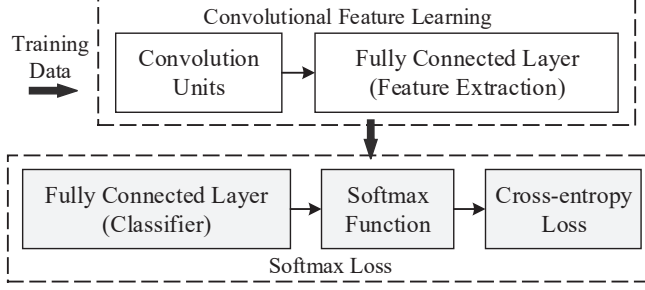 Convolutional Feature Learning
Training
Data
Convolution
Units
Fully Connected Layer
(Feature Extraction)
Fully Connected Layer
(Classifier)
Softmax
Function
Cross-entropy
Loss
Softmax Loss